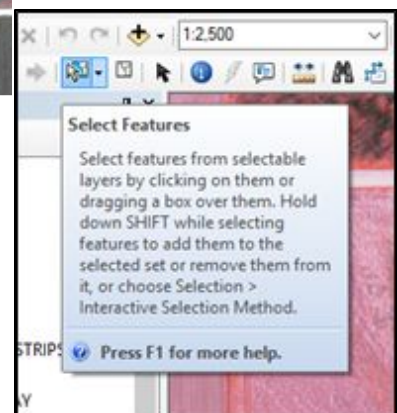 1:2,500
Select Features
Select features from selectable
layers by clicking on them or
dragging a box over them. Hold
down SHIFT while selecting
features to add them to the
selected set or remove them from
it, or choose Selection >
Interactive Selection Method.
STRIPS
Press F1 for more help.
AY